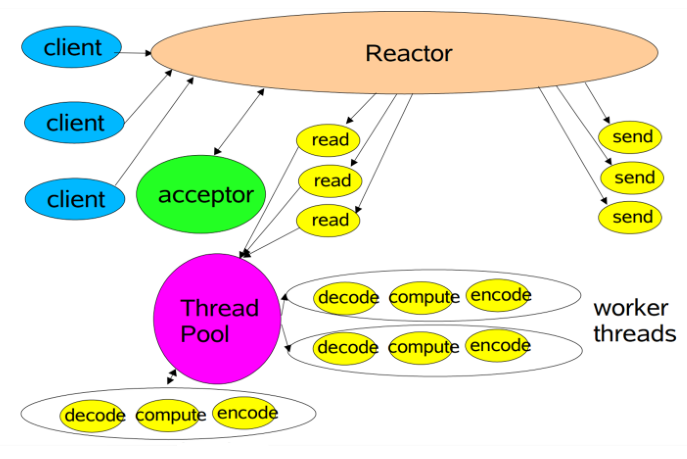 client
Reactor
client
read
send
client
acceptor
read
send
read
send
Thread
Pool
decode compute encode
worker
threads
decode compute encode
decode compute encode